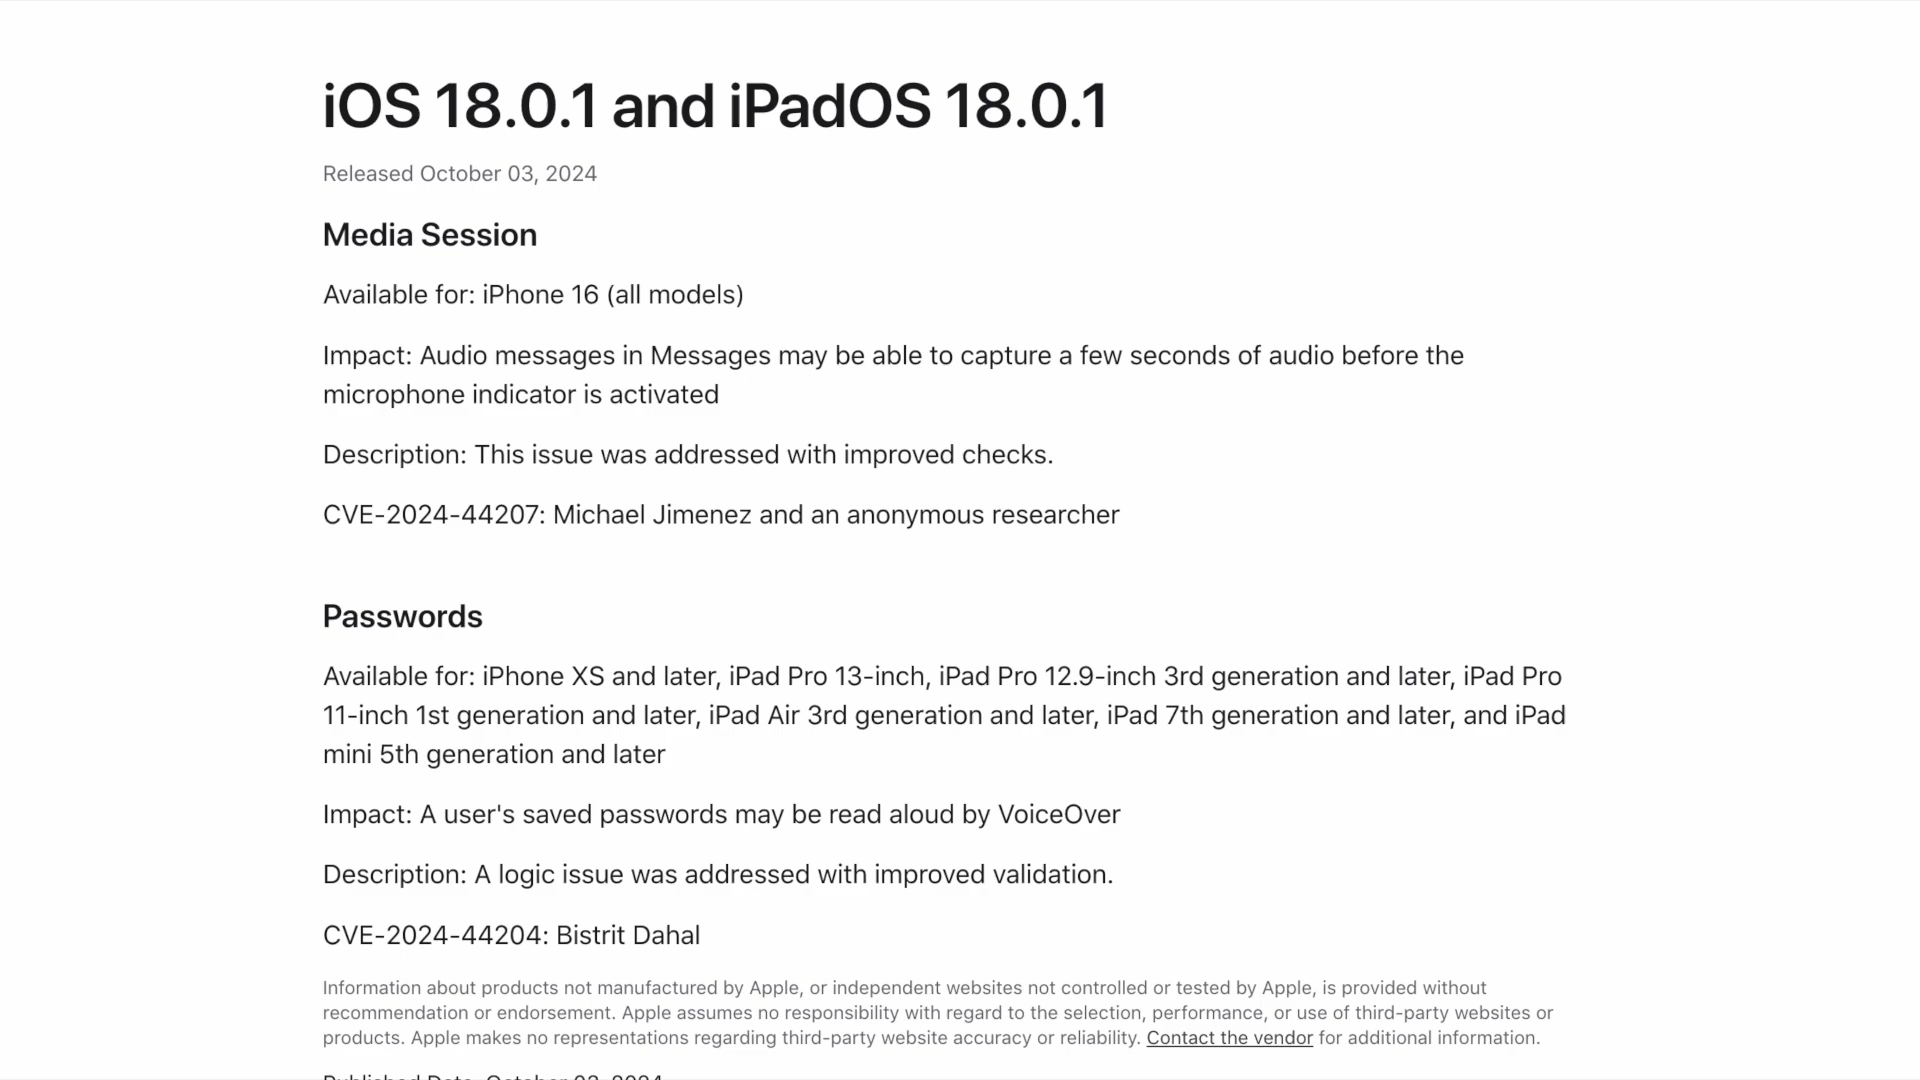 iOS 18.0.1 and iPadOS 18.0.1
Released October 03, 2024
Media Session
Available for: iPhone 16 (all models)
Impact: Audio messages in Messages may be able to capture a few seconds of audio before the
microphone indicator is activated
Description: This issue was addressed with improved checks.
CVE-2024-44207: Michael Jimenez and an anonymous researcher
Passwords
Available for: iPhone XS and later, iPad Pro 13-inch, iPad Pro 12.9-inch 3rd generation and later, iPad Pro
11-inch 1st generation and later, iPad Air 3rd generation and later, iPad 7th generation and later, and iPad
mini 5th generation and later
Impact: A user's saved passwords may be read aloud by VoiceOver
Description: A logic issue was addressed with improved validation.
CVE-2024-44204: Bistrit Dahal
Information about products not manufactured by Apple, or independent websites not controlled or tested by Apple, is provided without
recommendation or endorsement. Apple assumes no responsibility with regard to the selection, performance, or use of third-party websites or
products. Apple makes no representations regarding third-party website accuracy or reliability. Contact the vendor for additional information.
Published Date: October 03, 2024